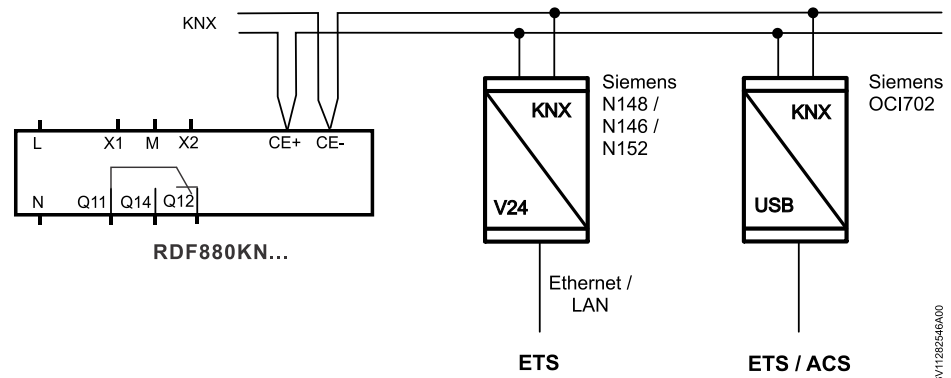 KNX
L X1 M X2 CE+ CE-
N Q11 Q14 Q12
RDF880KN...
KNX
V24
Siemens
N148 /
N146 /
N152
Ethernet /
LAN
ETS
KNX
USB
Siemens
OCI702
ETS / ACS